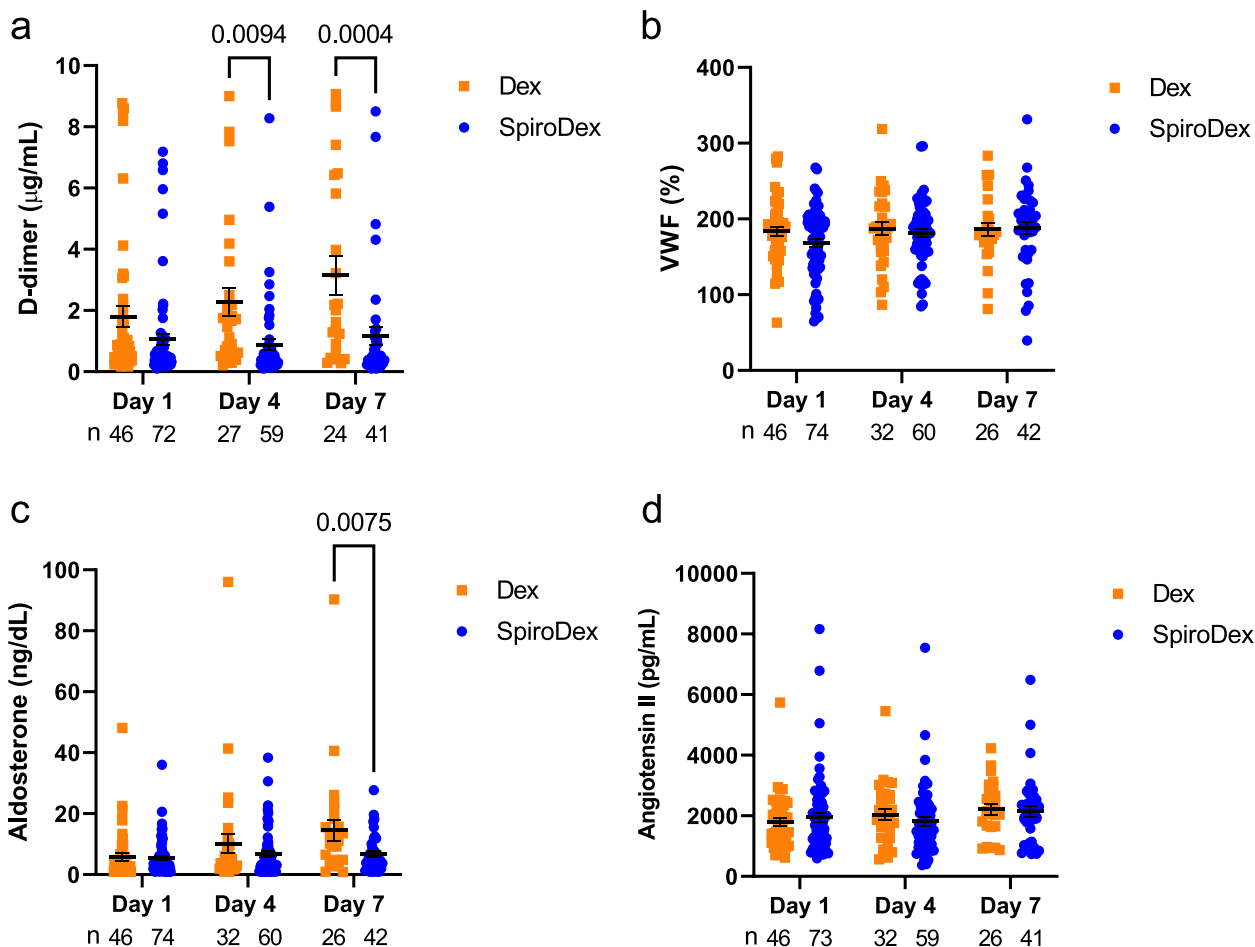 a
0.0094 0.0004
10
8
6
4
2
0
D-dimer (μg/mL)
Dex
SpiroDex
Day 1 Day 4 Day 7
n 46 72 27 59 24 41
b
400
300
200
100
0
VWF (%)
Dex
SpiroDex
Day 1 Day 4 Day 7
n 46 74 32 60 26 42
c
0.0075
100
80
60
40
20
0
Aldosterone (ng/dL)
Dex
SpiroDex
Day 1 Day 4 Day 7
n 46 74 32 60 26 42
d
10000
8000
6000
4000
2000
0
Angiotensin II (pg/mL)
Dex
SpiroDex
Day 1 Day 4 Day 7
n 46 73 32 59 26 41